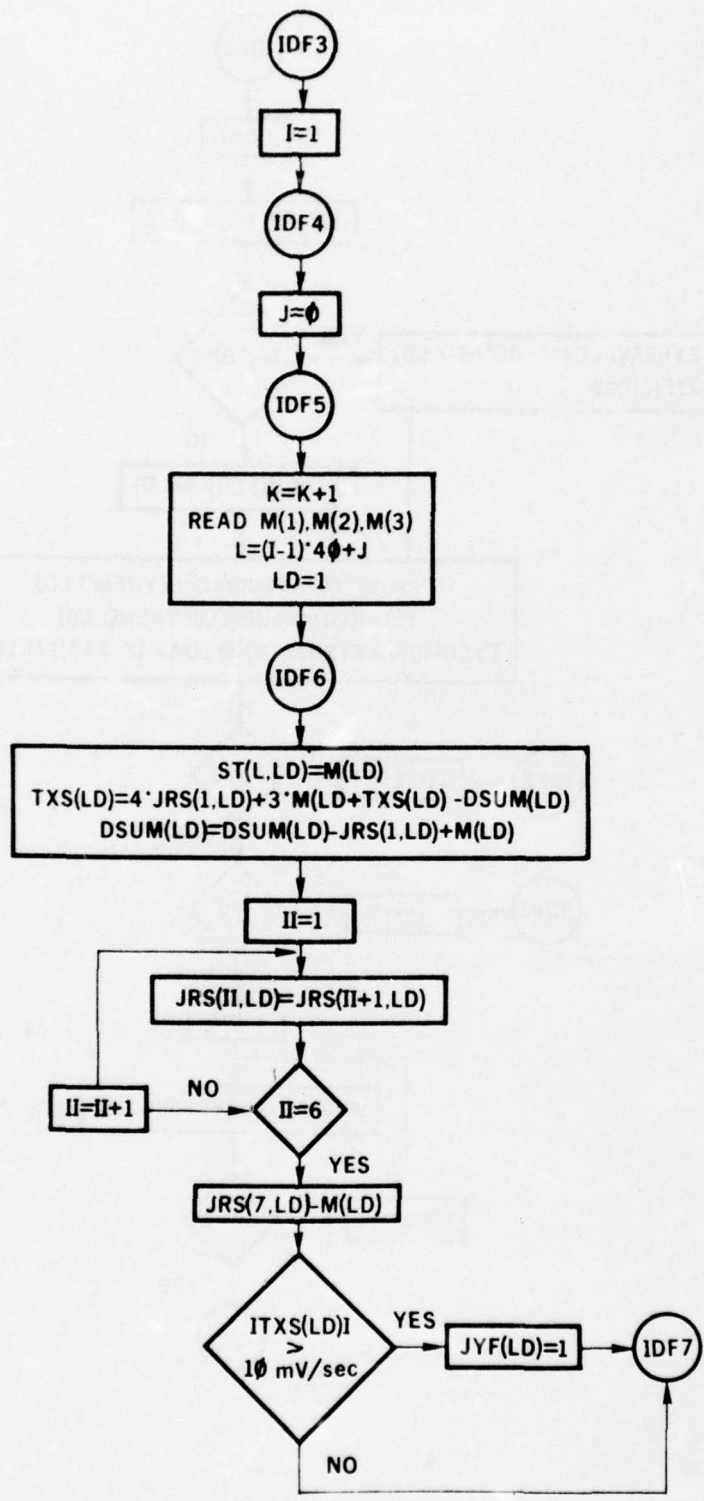 IDF3
I=1
IDF4
J=ϕ
IDF5
K=K+1
READ M(1),M(2),M(3)
L=(I-1)*4ϕ+J
LD=1
IDF6
ST(L,LD)=M(LD)
TXS(LD)=4*JRS(1,LD)+3*M(LD+TXS(LD) -DSUM(LD)
DSUM(LD)=DSUM(LD)-JRS(1,LD)+M(LD)
II=1
JRS(II,LD)=JRS(II+1,LD)
II=II+1
NO
II=6
YES
JRS(7,LD)-M(LD)
ITXS(LD)I
>
1ϕ mV/sec
YES
JYF(LD)=1
IDF7
NO